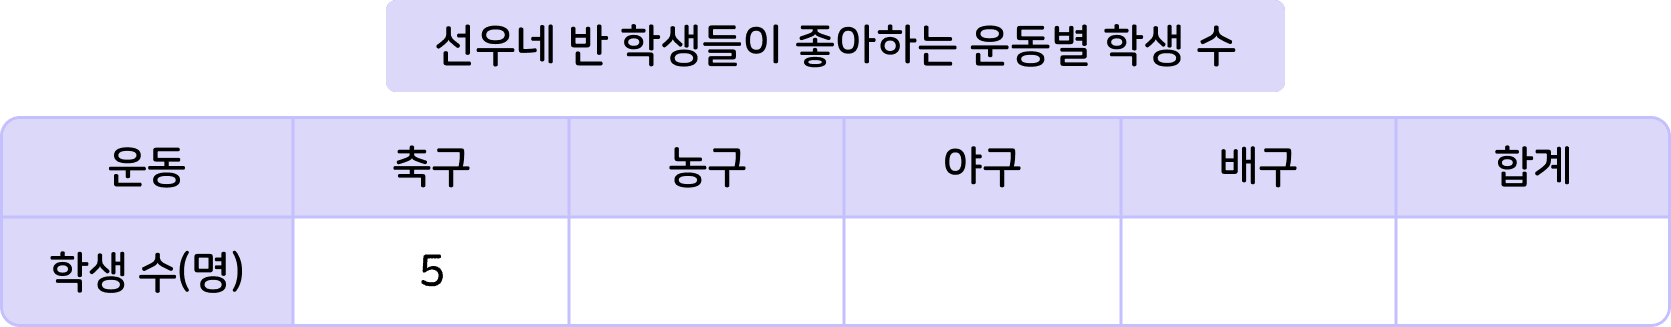 선우네 반 학생들이 좋아하는 운동별 학생 수
운동 축구 농구 야구 배구 합계
학생 수(명) 5